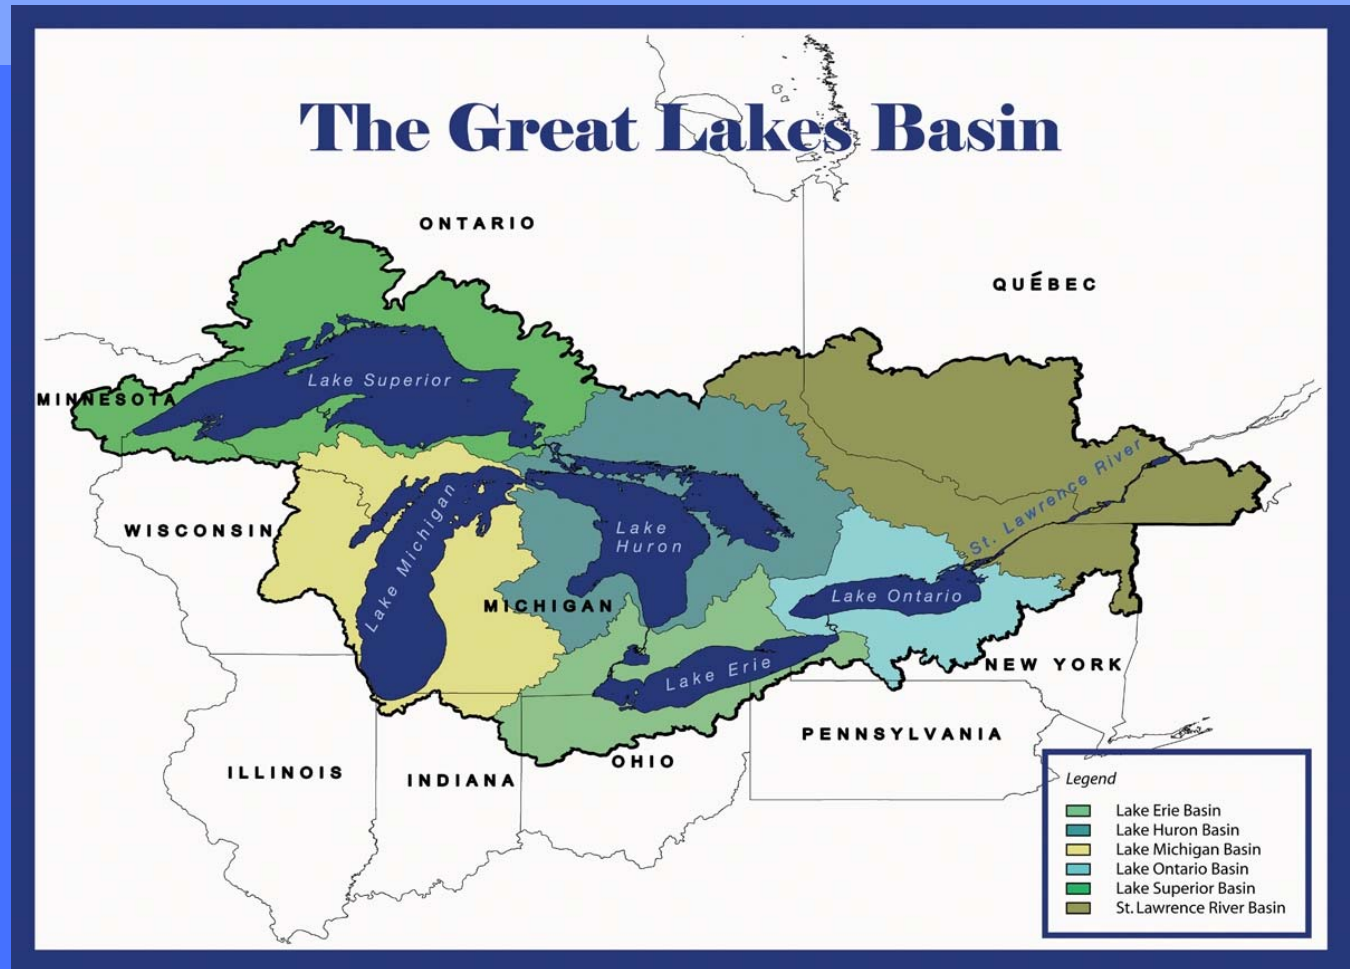 The Great Lakes Basin
ONTARIO
QUÉBEC
Lake Superior
MINNESOTA
St. Lawrence River
WISCONSIN
Lake Michigan
Lake
Huron
MICHIGAN
Lake Ontario
Lake Erie
NEW YORK
PENNSYLVANIA
OHIO
ILLINOIS
INDIANA
Legend
Lake Erie Basin
Lake Huron Basin
Lake Michigan Basin
Lake Ontario Basin
Lake Superior Basin
St. Lawrence River Basin